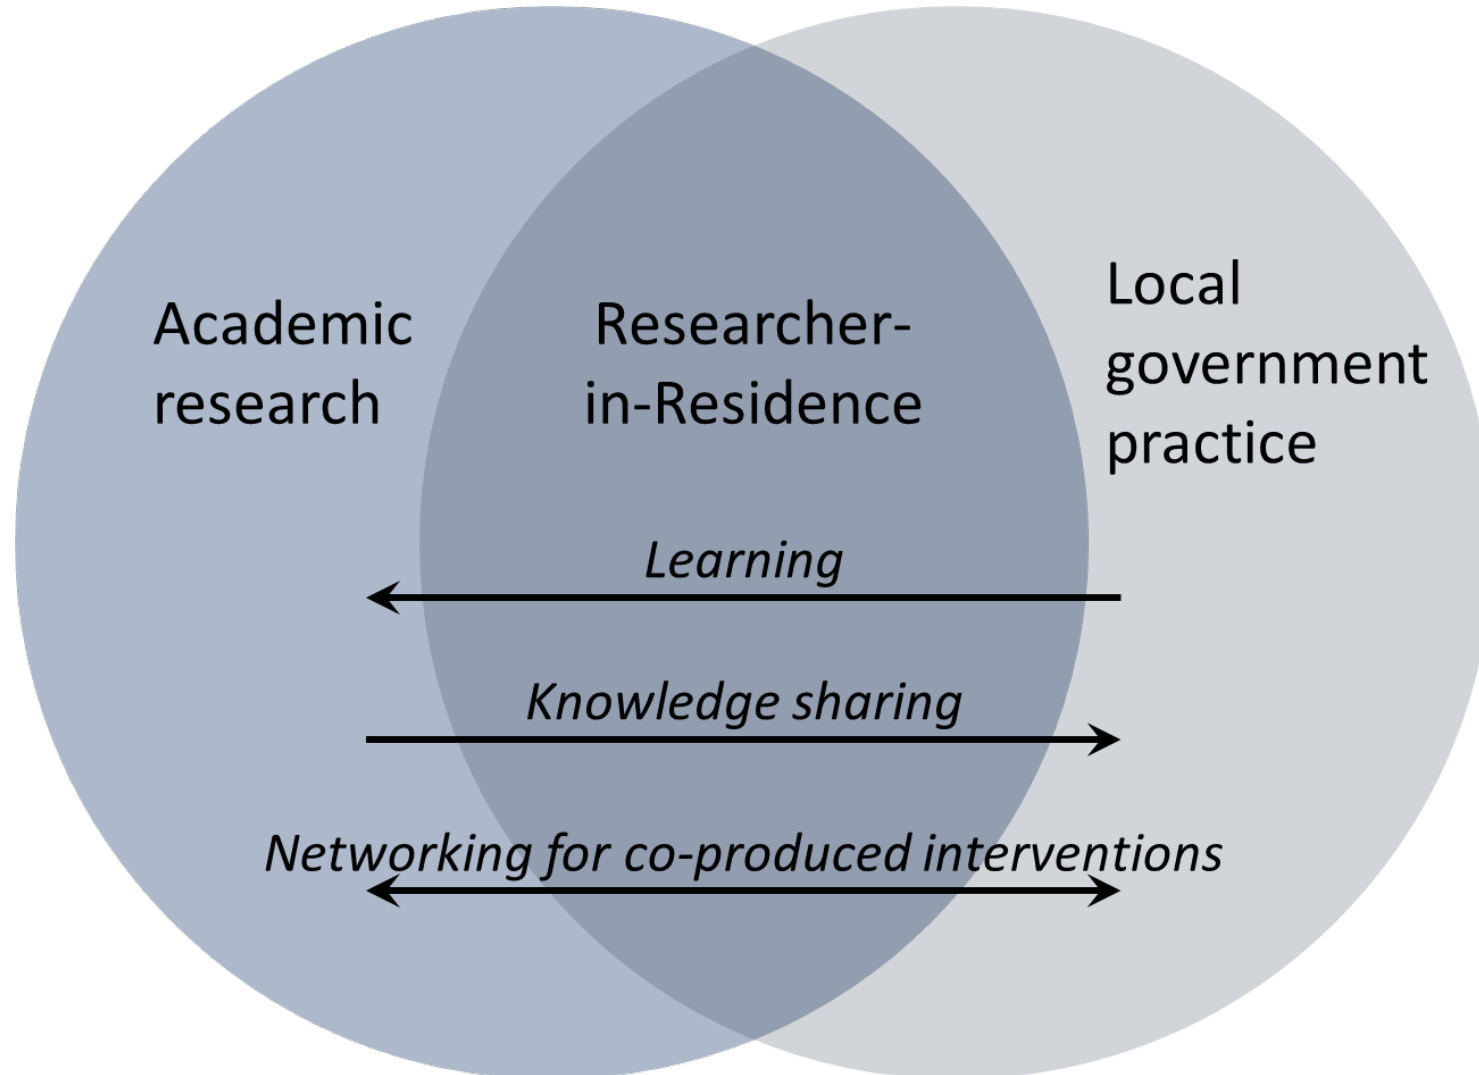 Academic
research
Researcher-
in-Residence
Local
government
practice
Learning
Knowledge sharing
Networking for co-produced interventions